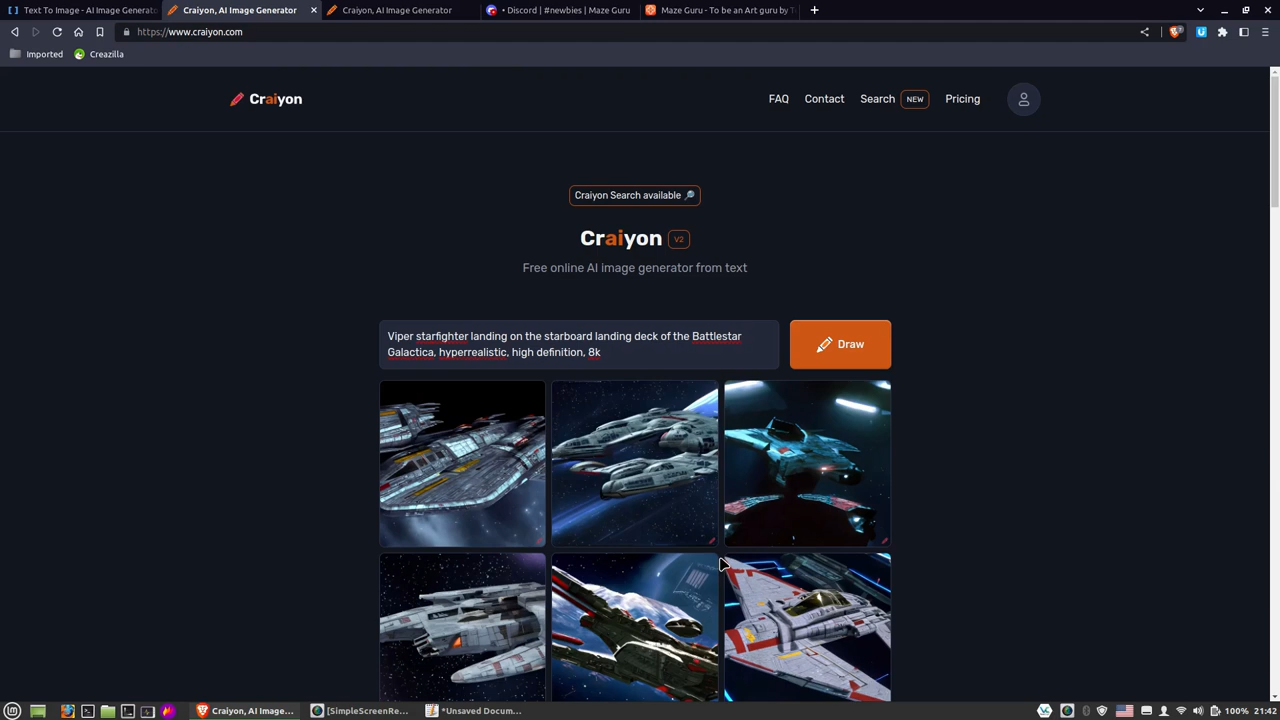 Text To Image - AI Image Generato
Craiyon, AI Image Generator
Craiyon, AI Image Generator
• Discord | #newbies | Maze Guru
Maze Guru - To be an Art guru by T
https://www.craiyon.com
Imported
Creazilla
Craiyon
FAQ
Contact
Search NEW
Pricing
Craiyon Search available
Craiyon V2
Free online AI image generator from text
Viper starfighter landing on the starboard landing deck of the Battlestar
Galactica, hyperrealistic, high definition, 8k
Draw
Craiyon, AI Image Ge...
[SimpleScreenRe...
*Unsaved Docum...
100%
21:42